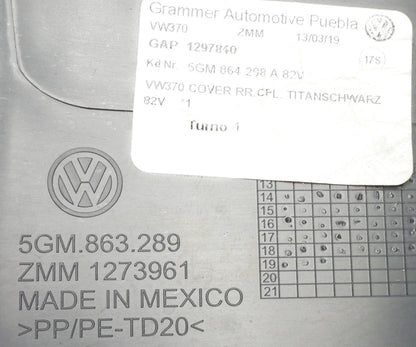 Grammer Automotive Puebla
VW370 2MM 13/03/19
GAP 1297840
17S
Kd Nr. 5GM 864 298 A 82V
VW370 COVER RR.CPL. TITANSCHWARZ
82V *1
Turno 1
5GM.863.289
ZMM 1273961
MADE IN MEXICO
>PP/PE-TD20<
13
14
15
16
17
18
19
20
21